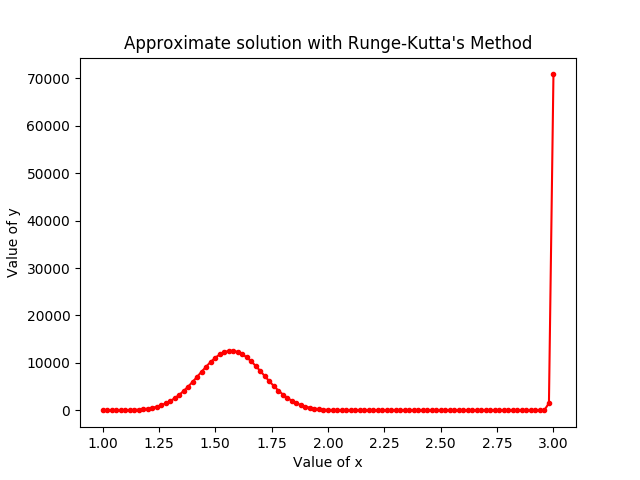 Approximate solution with Runge-Kutta's Method
Value of y
70000
60000
50000
40000
30000
20000
10000
0
1.00 1.25 1.50 1.75 2.00 2.25 2.50 2.75 3.00
Value of x